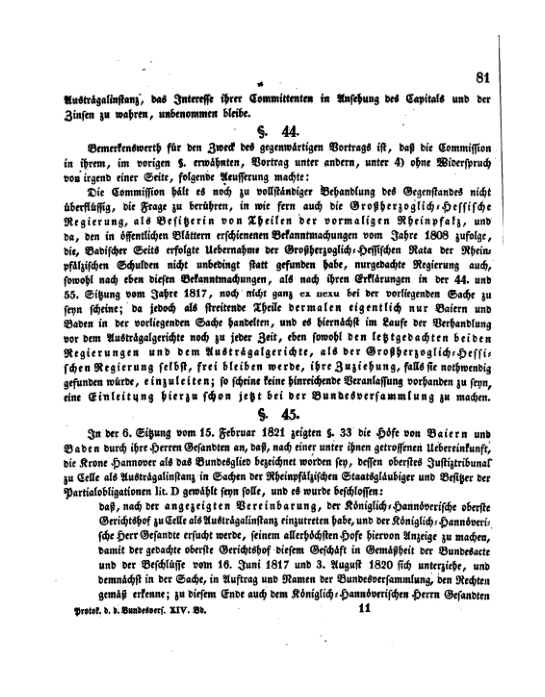 81
Austrägalinstanz, das Interesse ihrer Committenten in Ansehung des Capitals und der
Zinsen zu wahren, unbenommen bleibe.
§. 44.
Bemerkenswerth für den Zweck des gegenwärtigen Vortrags ist, daß die Commission
in ihrem, im vorigen §. erwähnten, Vortrag unter andern, unter 4) ohne Widerspruch
von irgend einer Seite, folgende Aeusserung machte:
Die Commission hält es noch zu vollständiger Behandlung des Gegenstandes nicht
überflüssig, die Frage zu berühren, in wie fern auch die Großherzoglich-Hessische
Regierung, als Besitzerin von Theilen der vormaligen Rheinpfalz, und
da, den in öffentlichen Blättern erschienenen Bekanntmachungen vom Jahre 1808 zufolge,
die, Badischer Seits erfolgte Uebernahme der Großherzoglich-Hessischen Rata der Rhein-
pfälzischen Schulden nicht unbedingt statt gefunden habe, nurgedachte Regierung auch,
sowohl nach eben diesen Bekanntmachungen, als nach ihren Erklärungen in der 44. und
55. Sitzung vom Jahre 1817, noch nicht ganz ex nexu bei der vorliegenden Sache zu
seyn scheine; da jedoch als streitende Theile dermalen eigentlich nur Baiern und
Baden in der vorliegenden Sache handelten, und es hiernächst im Laufe der Verhandlung
vor dem Austrägalgerichte noch zu jeder Zeit, eben sowohl den letztgedachten beiden
Regierungen und dem Austrägalgerichte, als der Großherzoglich-Hessi-
schen Regierung selbst, frei bleiben werde, ihre Zuziehung, falls sie nothwendig
gefunden würde, einzuleiten; so scheine keine hinreichende Veranlassung vorhanden zu seyn,
eine Einleitung hierzu schon jetzt bei der Bundesversammlung zu machen.
§. 45.
In der 6. Sitzung vom 15. Februar 1821 zeigten §. 33 die Höfe von Baiern und
Baden durch ihre Herren Gesandten an, daß, nach einer unter ihnen getroffenen Uebereinkunft,
die Krone Hannover als das Bundesglied bezeichnet worden sey, dessen oberstes Justiztribunal
zu Celle als Austrägalinstanz in Sachen der Rheinpfälzischen Staatsgläubiger und Besitzer der
Partialobligationen lit. D gewählt seyn solle, und es wurde beschlossen:
daß, nach der angezeigten Vereinbarung, der Königlich-Hannöverische oberste
Gerichtshof zu Celle als Austrägalinstanz einzutreten habe, und der Königlich-Hannöveri-
sche Herr Gesandte ersucht werde, seinem allerhöchsten Hofe hiervon Anzeige zu machen,
damit der gedachte oberste Gerichtshof diesem Geschäft in Gemäßheit der Bundesacte
und der Beschlüsse vom 16. Juni 1817 und 3. August 1820 sich unterziehe, und
demnächst in der Sache, in Auftrag und Namen der Bundesversammlung, den Rechten
gemäß erkenne; zu diesem Ende auch dem Königlich-Hannöverischen Herrn Gesandten
Protok. d. d. Bundesvers. XIV. Bd. 11